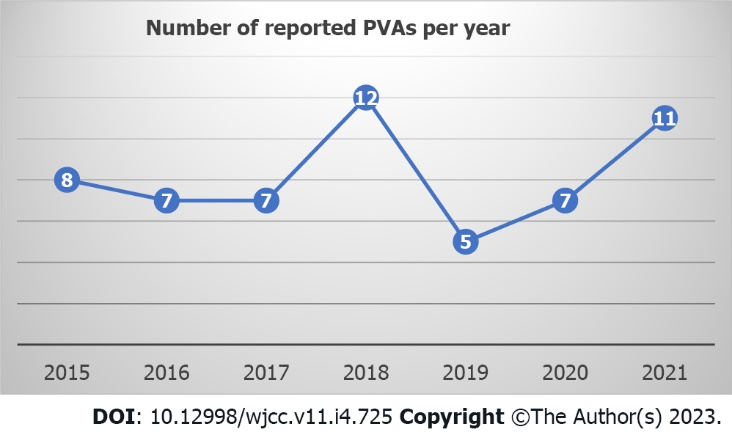 Number of reported PVAs per year
12
11
8
7
7
7
5
2015 2016 2017 2018 2019 2020 2021
DOI: 10.12998/wjcc.v11.i4.725 Copyright ©The Author(s) 2023.